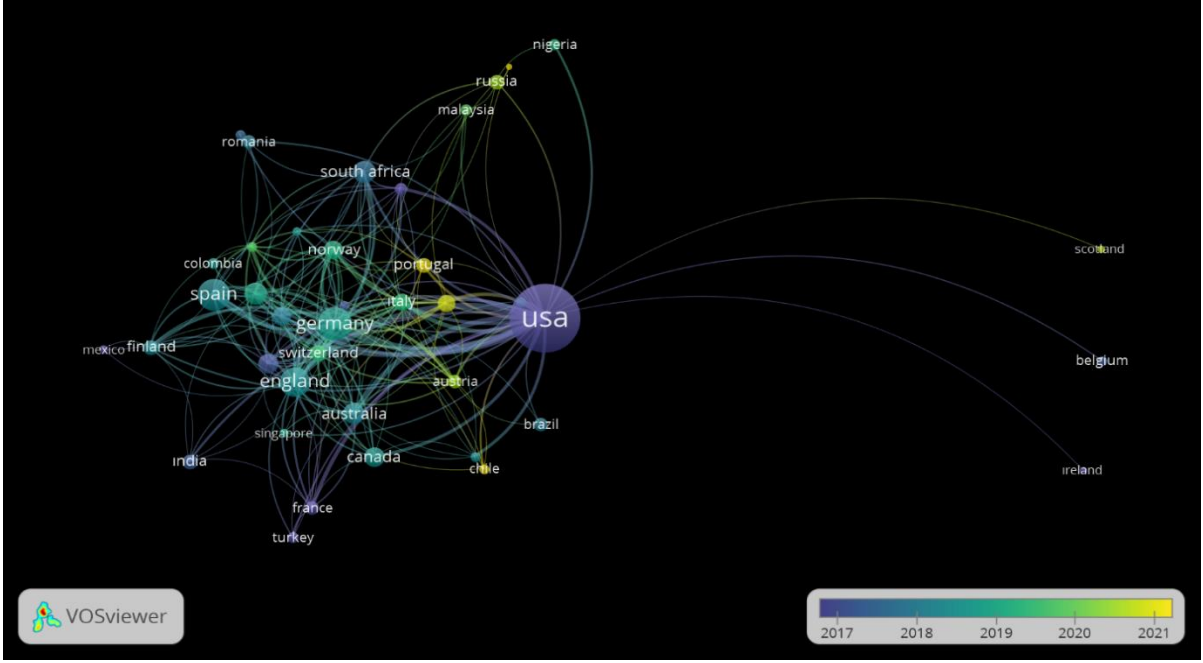 nigeria
russia
malaysia
romania
south africa
norway
colombia
portugal
scotland
spain
italy
germany
usa
mexico
finland
switzerland
belgium
england
austria
australia
brazil
singapore
india
canada
chile
ireland
france
turkey
VOSviewer
2017 2018 2019 2020 2021